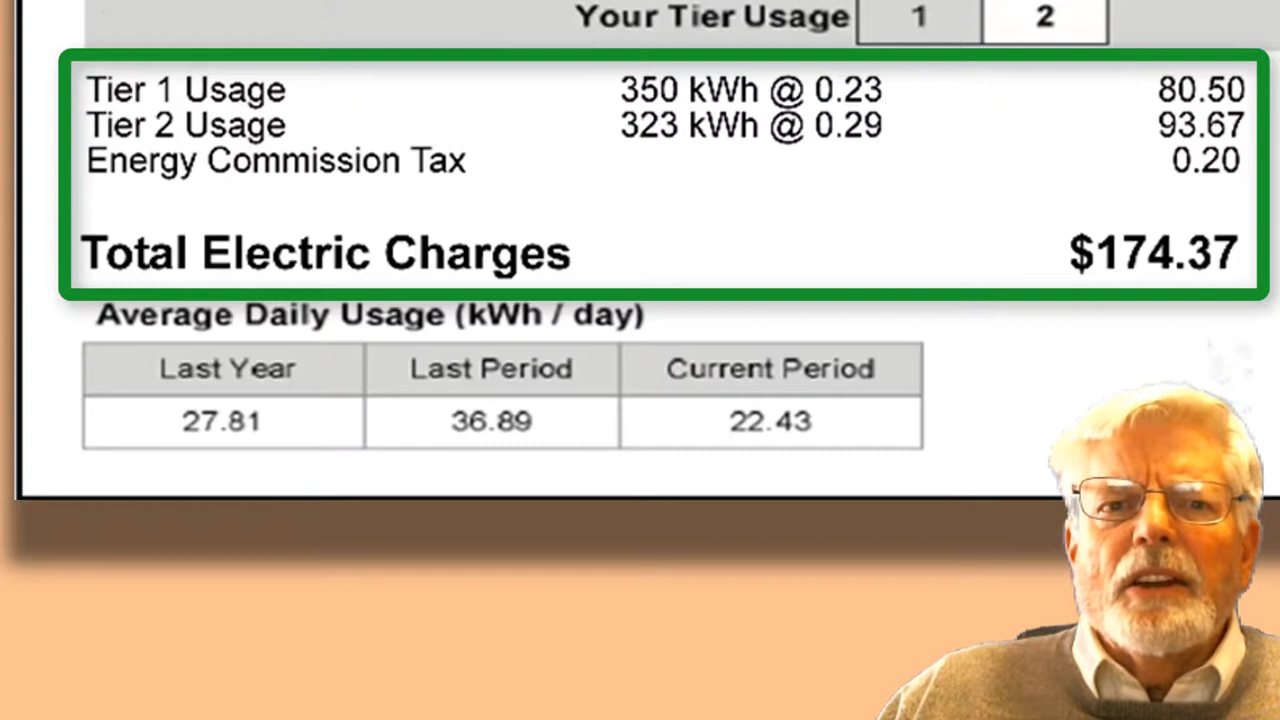 Your Tier Usage 1 2
Tier 1 Usage 350 kWh @ 0.23 80.50
Tier 2 Usage 323 kWh @ 0.29 93.67
Energy Commission Tax 0.20
Total Electric Charges $174.37
Average Daily Usage (kWh / day)
Last Year Last Period Current Period
27.81 36.89 22.43